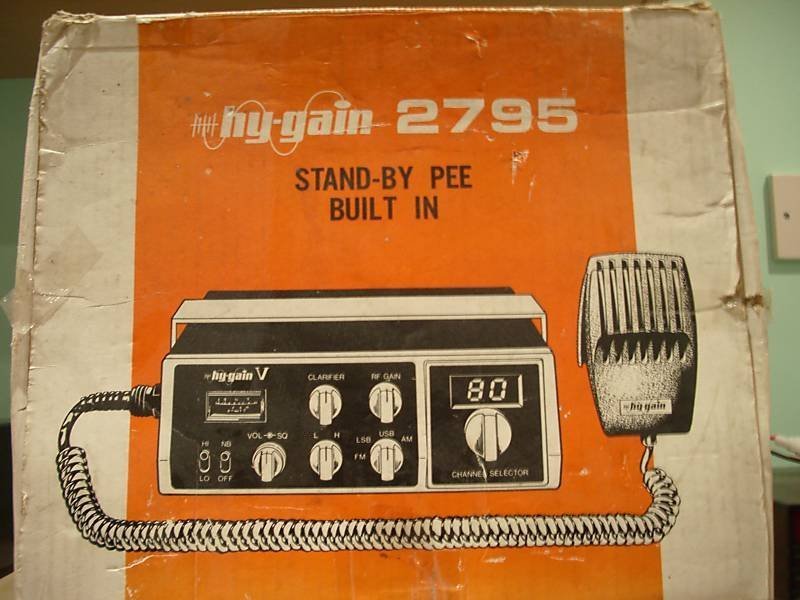 hy-gain 2795
STAND-BY PEE
BUILT IN
hy-gain V
CLARIFIER
RF GAIN
80
HI
NB
VOL
SQ
L
H
LSB
USB
AM
FM
LO
OFF
CHANNEL SELECTOR
hy-gain